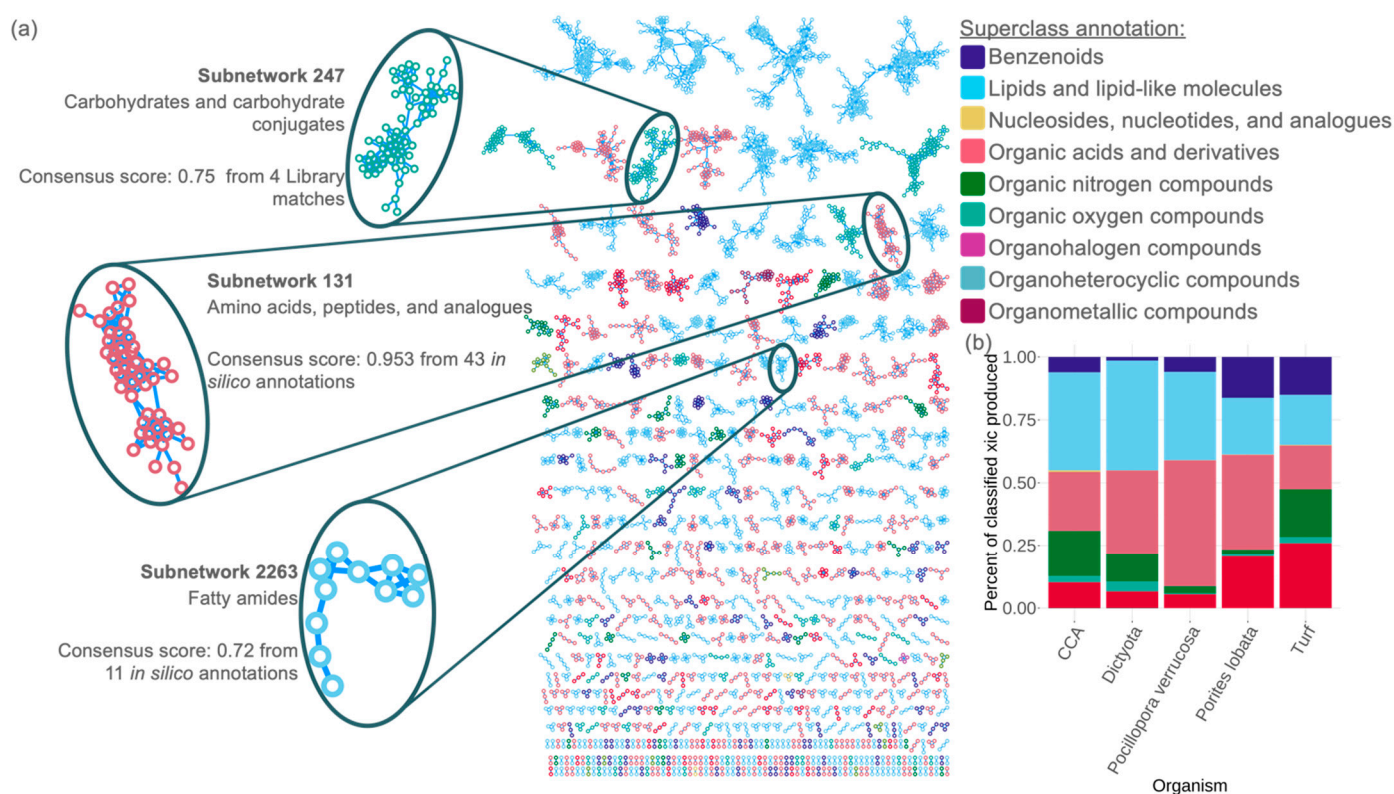 (a)
Subnetwork 247
Carbohydrates and carbohydrate
conjugates
Consensus score: 0.75 from 4 Library
matches
Subnetwork 131
Amino acids, peptides, and analogues
Consensus score: 0.953 from 43 in
silico annotations
Subnetwork 2263
Fatty amides
Consensus score: 0.72 from
11 in silico annotations
Superclass annotation:
Benzenoids
Lipids and lipid-like molecules
Nucleosides, nucleotides, and analogues
Organic acids and derivatives
Organic nitrogen compounds
Organic oxygen compounds
Organohalogen compounds
Organoheterocyclic compounds
Organometallic compounds
(b)
Percent of classified xic produced
1.00
0.75
0.50
0.25
0.00
CCA
Dictyota
Pocillopora verrucosa
Porites lobata
Turf
Organism